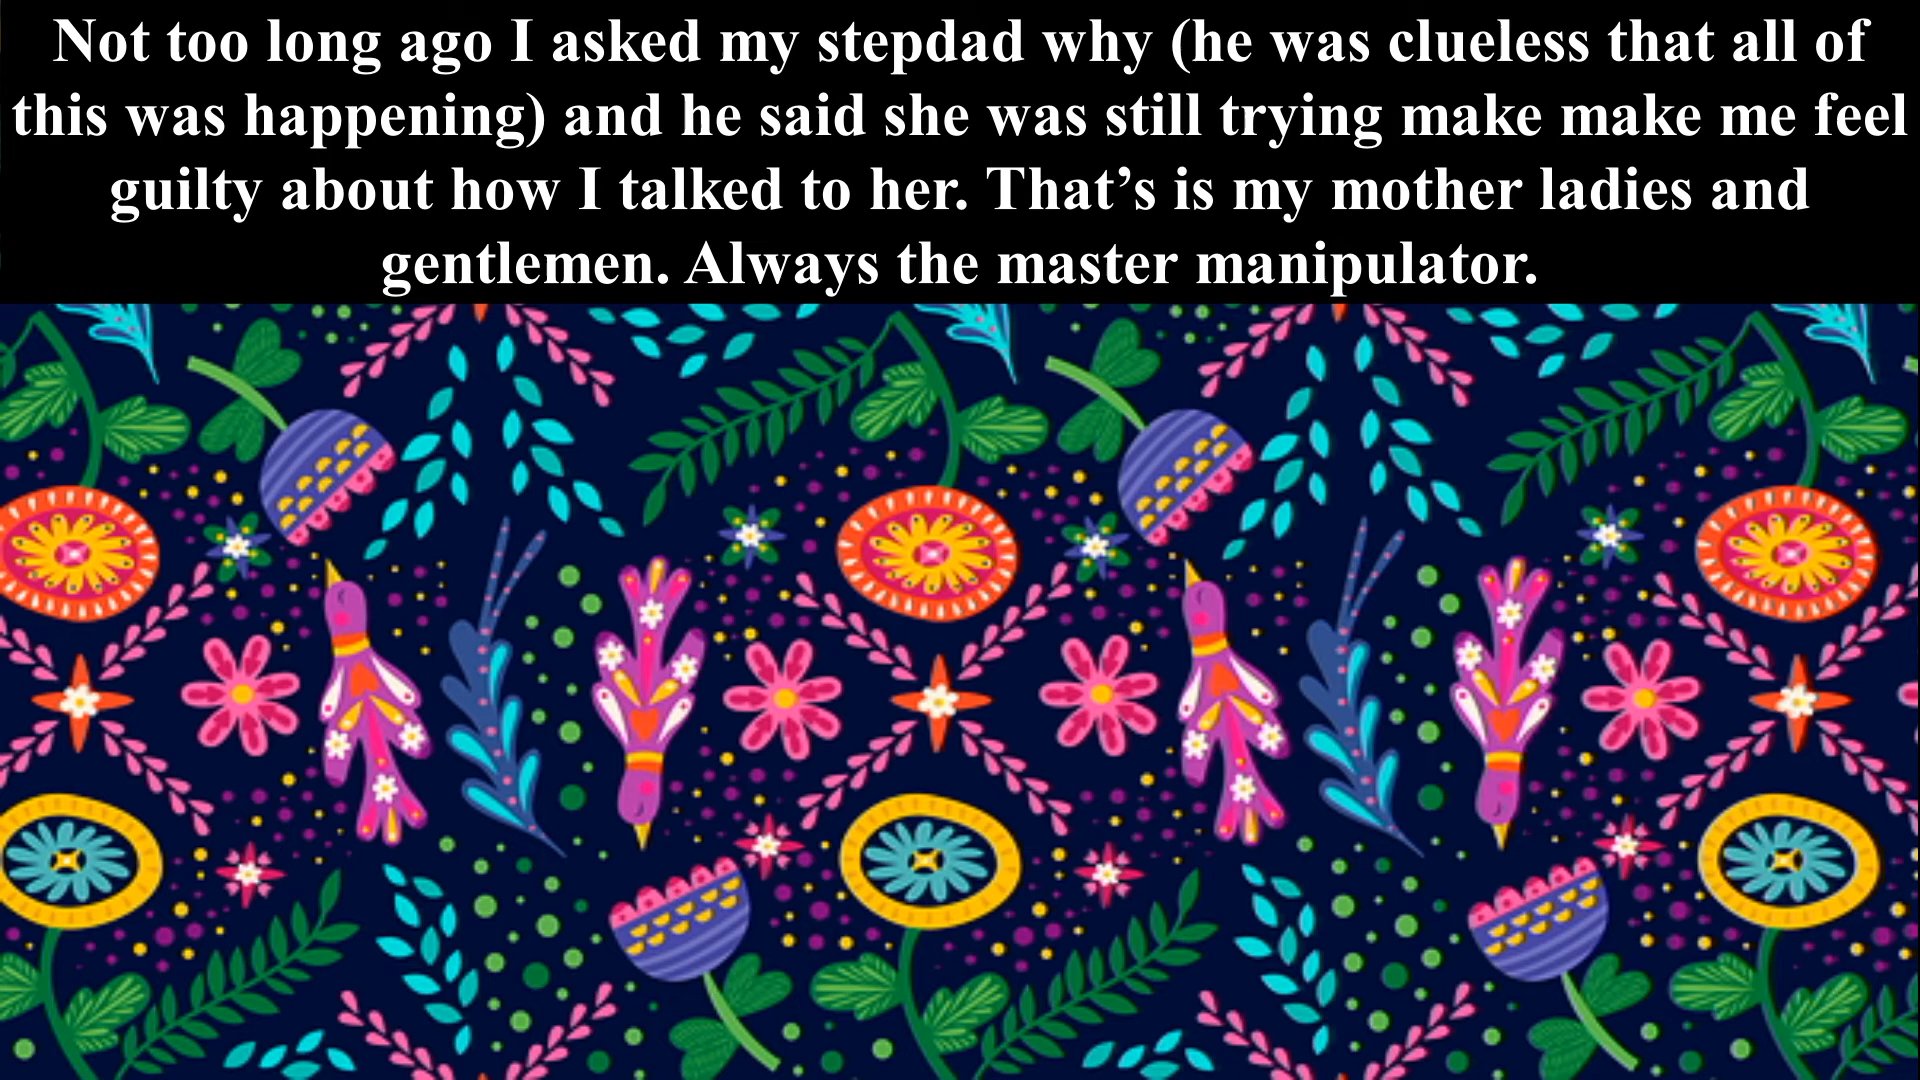 Not too long ago I asked my stepdad why (he was clueless that all of
this was happening) and he said she was still trying make make me feel
guilty about how I talked to her. That’s is my mother ladies and
gentlemen. Always the master manipulator.